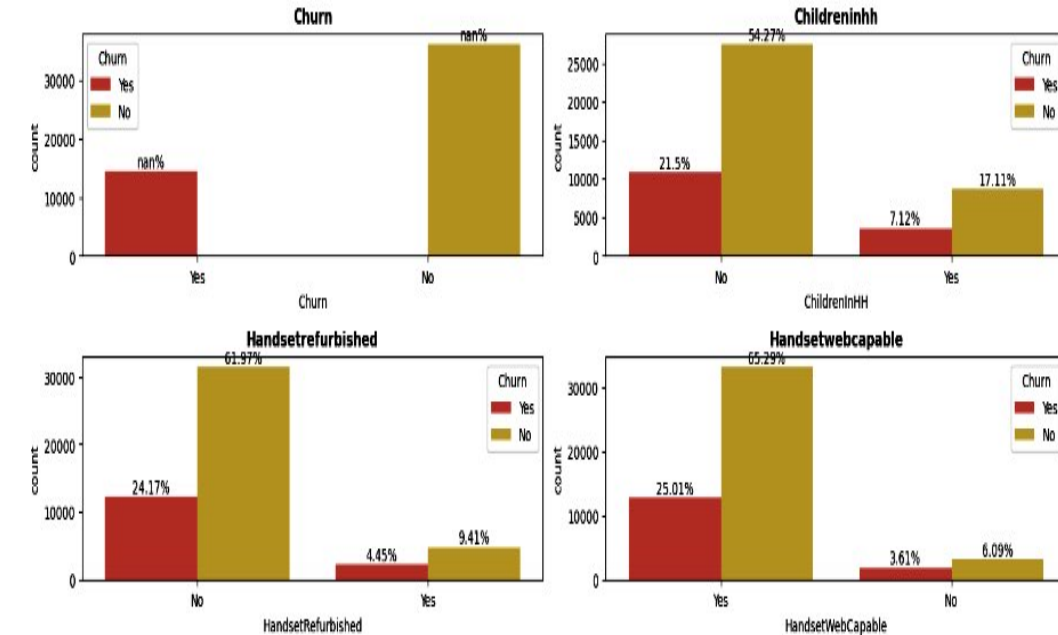 Churn
nan%
nan%
Churn
Yes
No
30000
20000
10000
0
count
Yes
No
Churn
Childreninhh
54.27%
21.5%
17.11%
7.12%
Churn
Yes
No
25000
20000
15000
10000
5000
0
count
No
Yes
ChildrenInHH
Handsetrefurbished
61.97%
24.17%
9.41%
4.45%
Churn
Yes
No
30000
20000
10000
0
count
No
Yes
HandsetRefurbished
Handsetwebcapable
65.29%
25.01%
6.09%
3.61%
Churn
Yes
No
30000
20000
10000
0
count
Yes
No
HandsetWebCapable